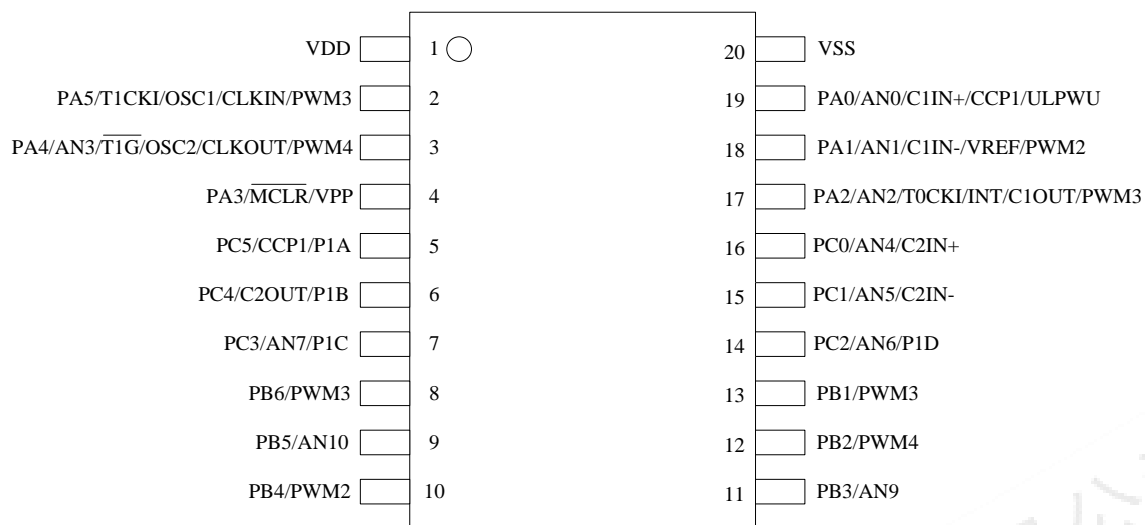 VDD 1 20 VSS
PA5/T1CKI/OSC1/CLKIN/PWM3 2 19 PA0/AN0/C1IN+/CCP1/ULPWU
PA4/AN3/T1G/OSC2/CLKOUT/PWM4 3 18 PA1/AN1/C1IN-/VREF/PWM2
PA3/MCLR/VPP 4 17 PA2/AN2/T0CKI/INT/C1OUT/PWM3
PC5/CCP1/P1A 5 16 PC0/AN4/C2IN+
PC4/C2OUT/P1B 6 15 PC1/AN5/C2IN-
PC3/AN7/P1C 7 14 PC2/AN6/P1D
PB6/PWM3 8 13 PB1/PWM3
PB5/AN10 9 12 PB2/PWM4
PB4/PWM2 10 11 PB3/AN9